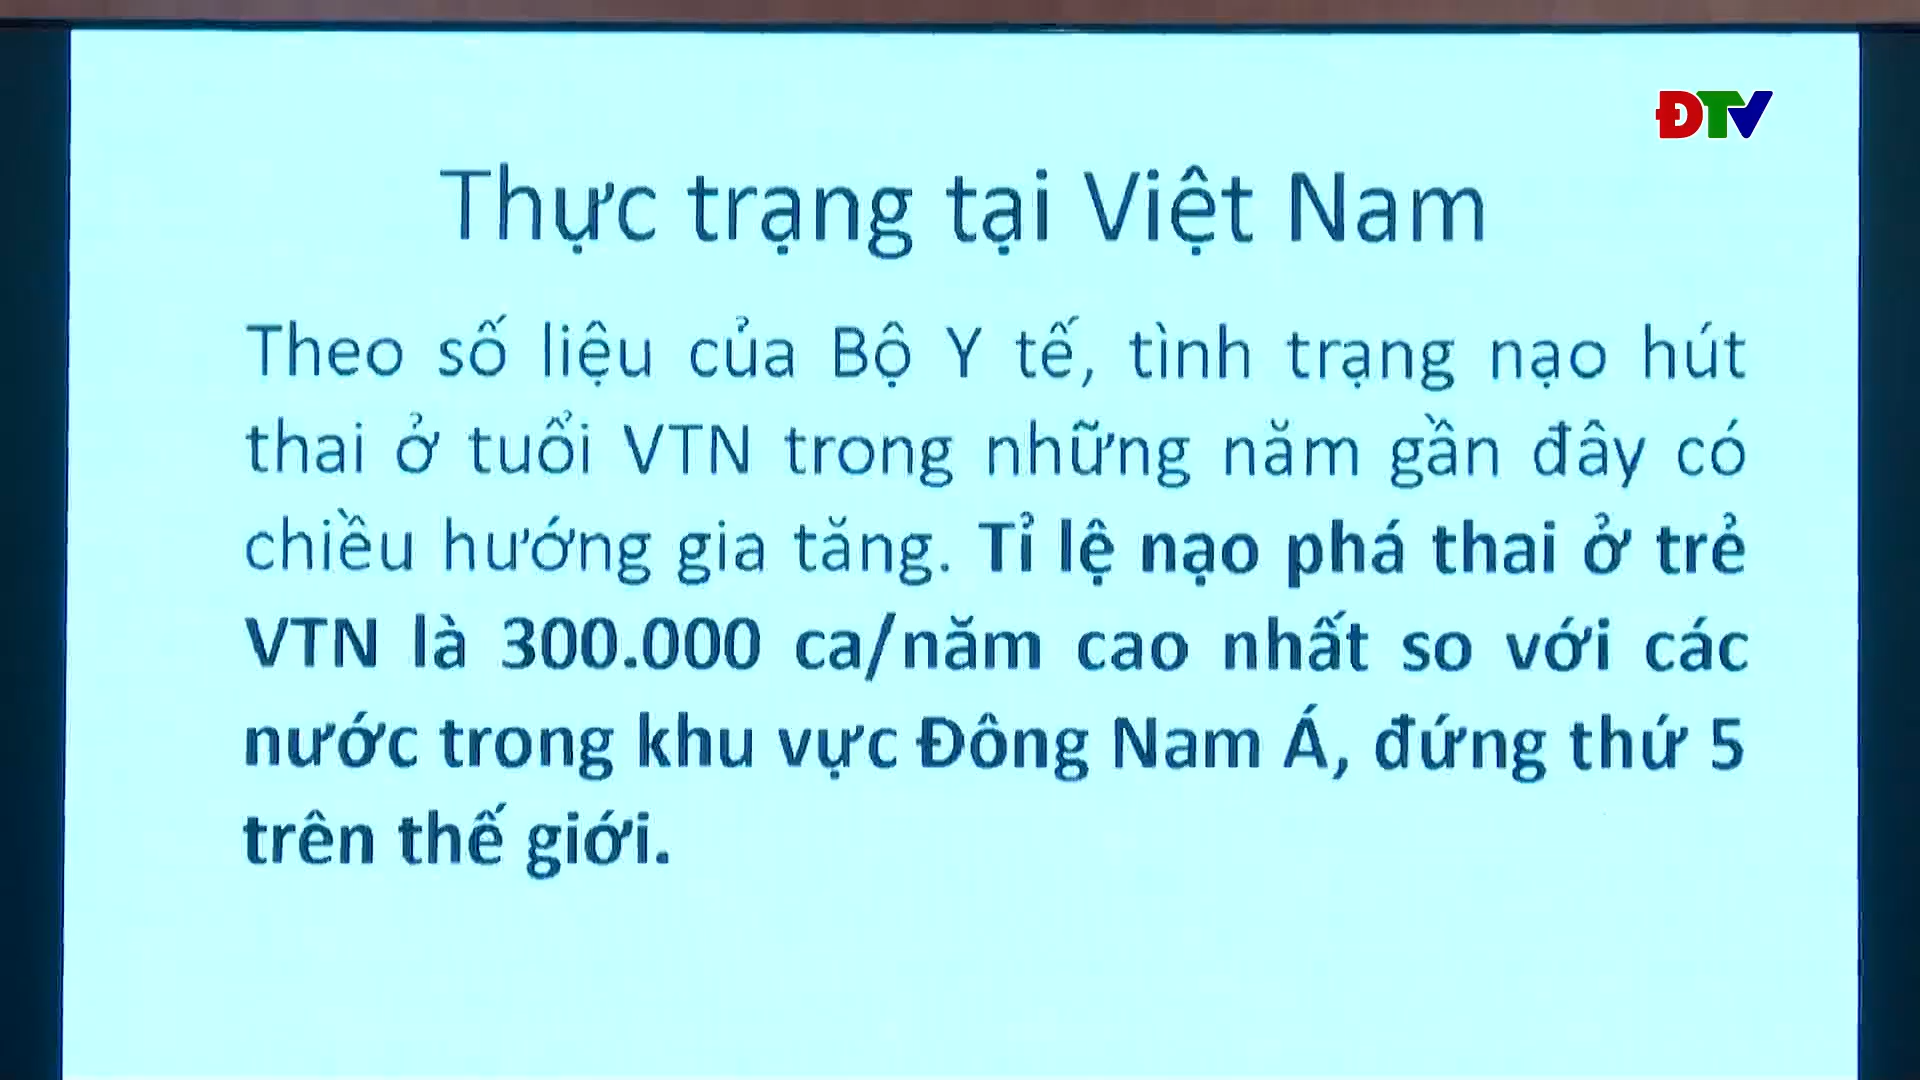 ĐTV
Thực trạng tại Việt Nam
Theo số liệu của Bộ Y tế, tình trạng nạo hút
thai ở tuổi VTN trong những năm gần đây có
chiều hướng gia tăng. Tỉ lệ nạo phá thai ở trẻ
VTN là 300.000 ca/năm cao nhất so với các
nước trong khu vực Đông Nam Á, đứng thứ 5
trên thế giới.